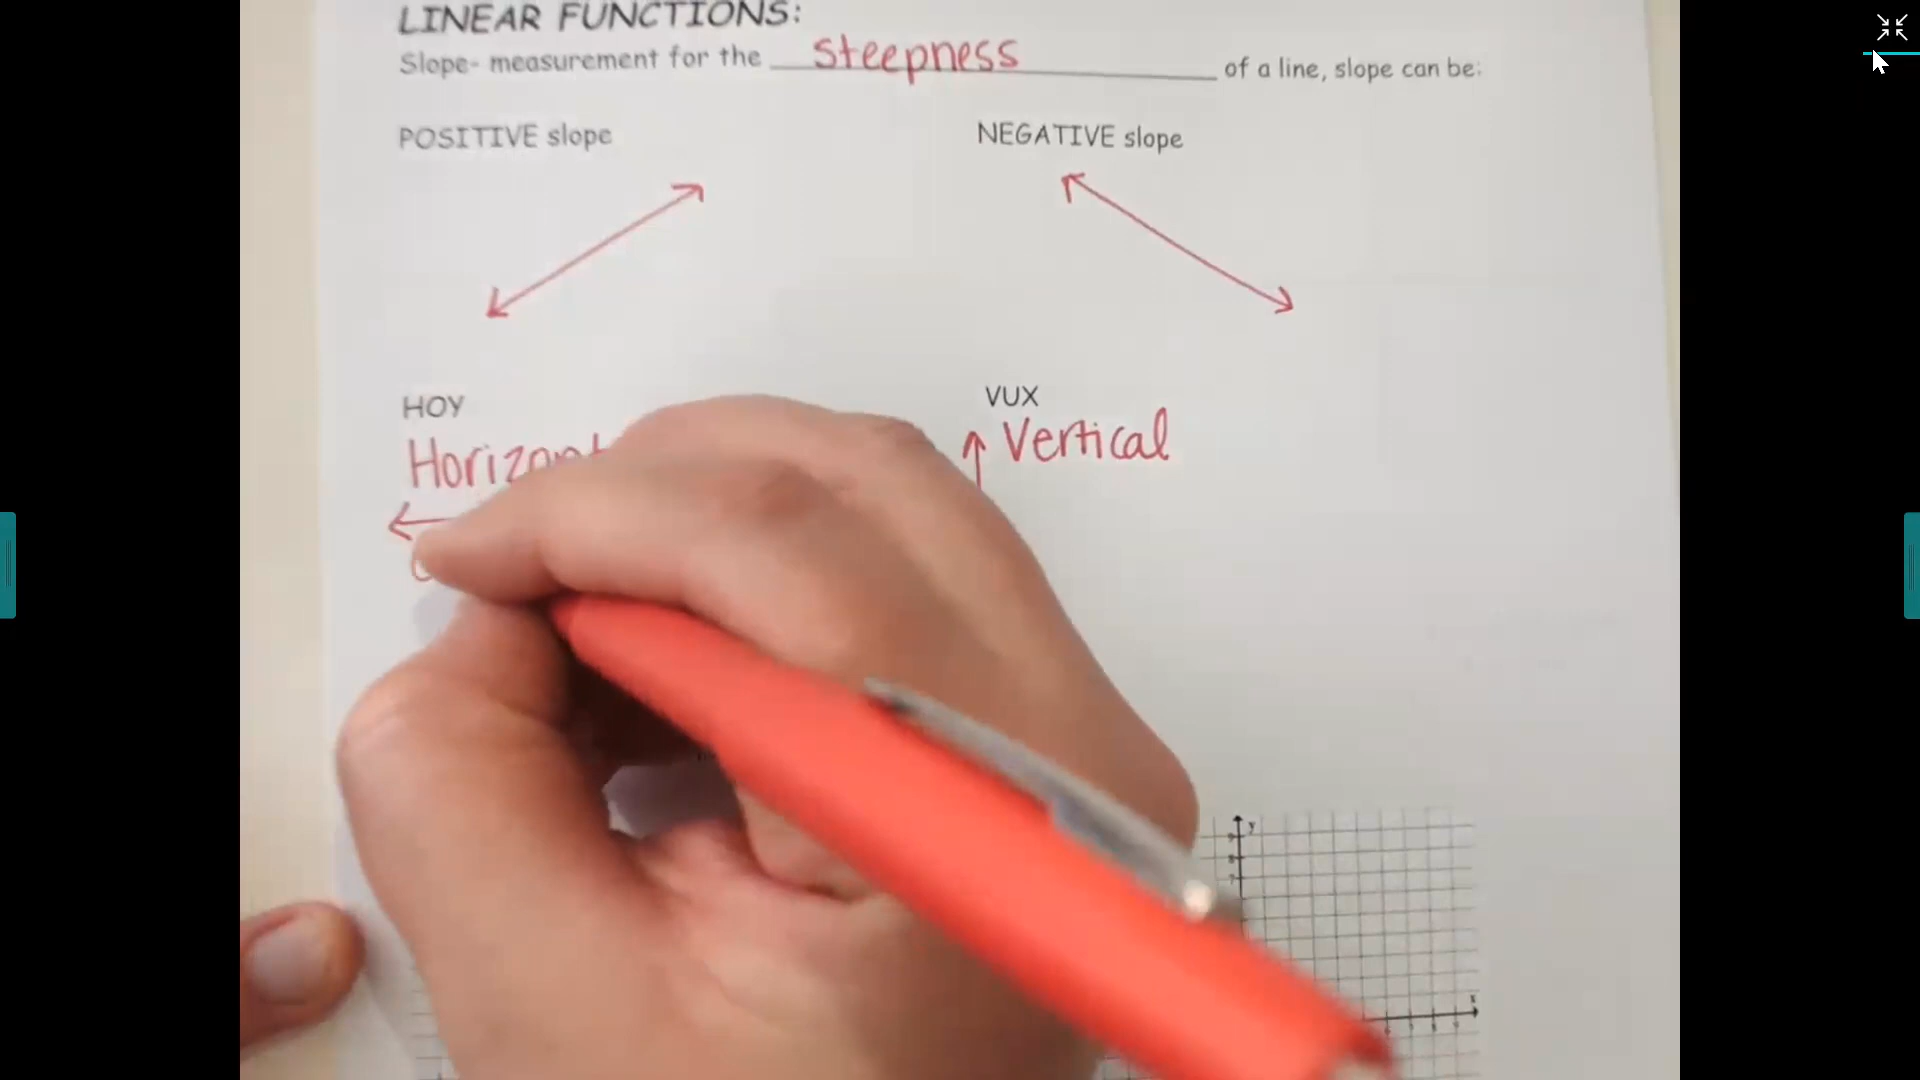 LINEAR FUNCTIONS:
Slope- measurement for the steepness of a line, slope can be:
POSITIVE slope
NEGATIVE slope
HOY
VUX
Vertical
y
x